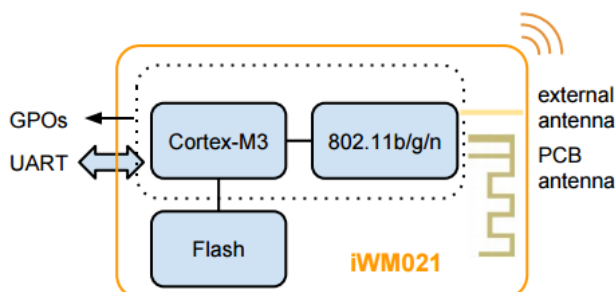 GPOs
UART
Cortex-M3
802.11b/g/n
Flash
iWM021
external
antenna
PCB
antenna